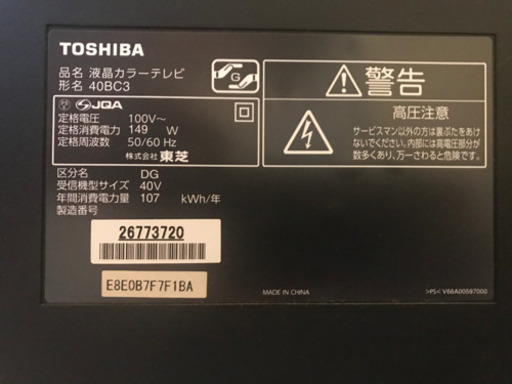 TOSHIBA
品名 液晶カラーテレビ
形名 40BC3
G
JQA
定格電圧 100V～
定格消費電力 149 W
定格周波数 50/60 Hz
株式会社 東芝
区分名 DG
受信機型サイズ 40V
年間消費電力量 107 kWh/年
製造番号
26773720
E8E0B7F7F1BA
警告
高圧注意
サービスマン以外の方は裏ぶたをあけ
ないでください。内部には高電圧部分が
数多くあり、万一さわると危険です。
MADE IN CHINA
>PS< V66A00597000